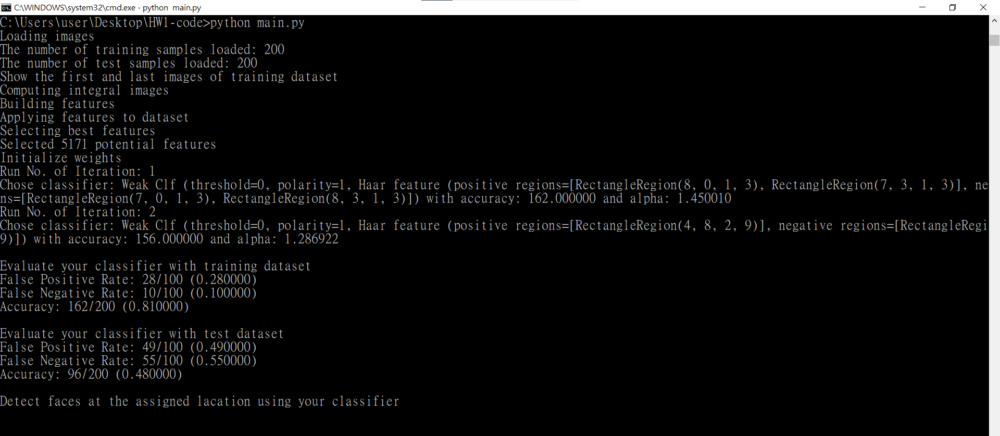 C:\WINDOWS\system32\cmd.exe - python  main.py
C:\Users\user\Desktop\HW1-code>python main.py
Loading images
The number of training samples loaded: 200
The number of test samples loaded: 200
Show the first and last images of training dataset
Computing integral images
Building features
Applying features to dataset
Selecting best features
Selected 5171 potential features
Initialize weights
Run No. of Iteration: 1
Chose classifier: Weak Clf (threshold=0, polarity=1, Haar feature (positive regions=[RectangleRegion(8, 0, 1, 3), RectangleRegion(7, 3, 1, 3)], ne
ns=[RectangleRegion(7, 0, 1, 3), RectangleRegion(8, 3, 1, 3)]) with accuracy: 162.000000 and alpha: 1.450010
Run No. of Iteration: 2
Chose classifier: Weak Clf (threshold=0, polarity=1, Haar feature (positive regions=[RectangleRegion(4, 8, 2, 9)], negative regions=[RectangleRegi
9)]) with accuracy: 156.000000 and alpha: 1.286922
Evaluate your classifier with training dataset
False Positive Rate: 28/100 (0.280000)
False Negative Rate: 10/100 (0.100000)
Accuracy: 162/200 (0.810000)
Evaluate your classifier with test dataset
False Positive Rate: 49/100 (0.490000)
False Negative Rate: 55/100 (0.550000)
Accuracy: 96/200 (0.480000)
Detect faces at the assigned lacation using your classifier